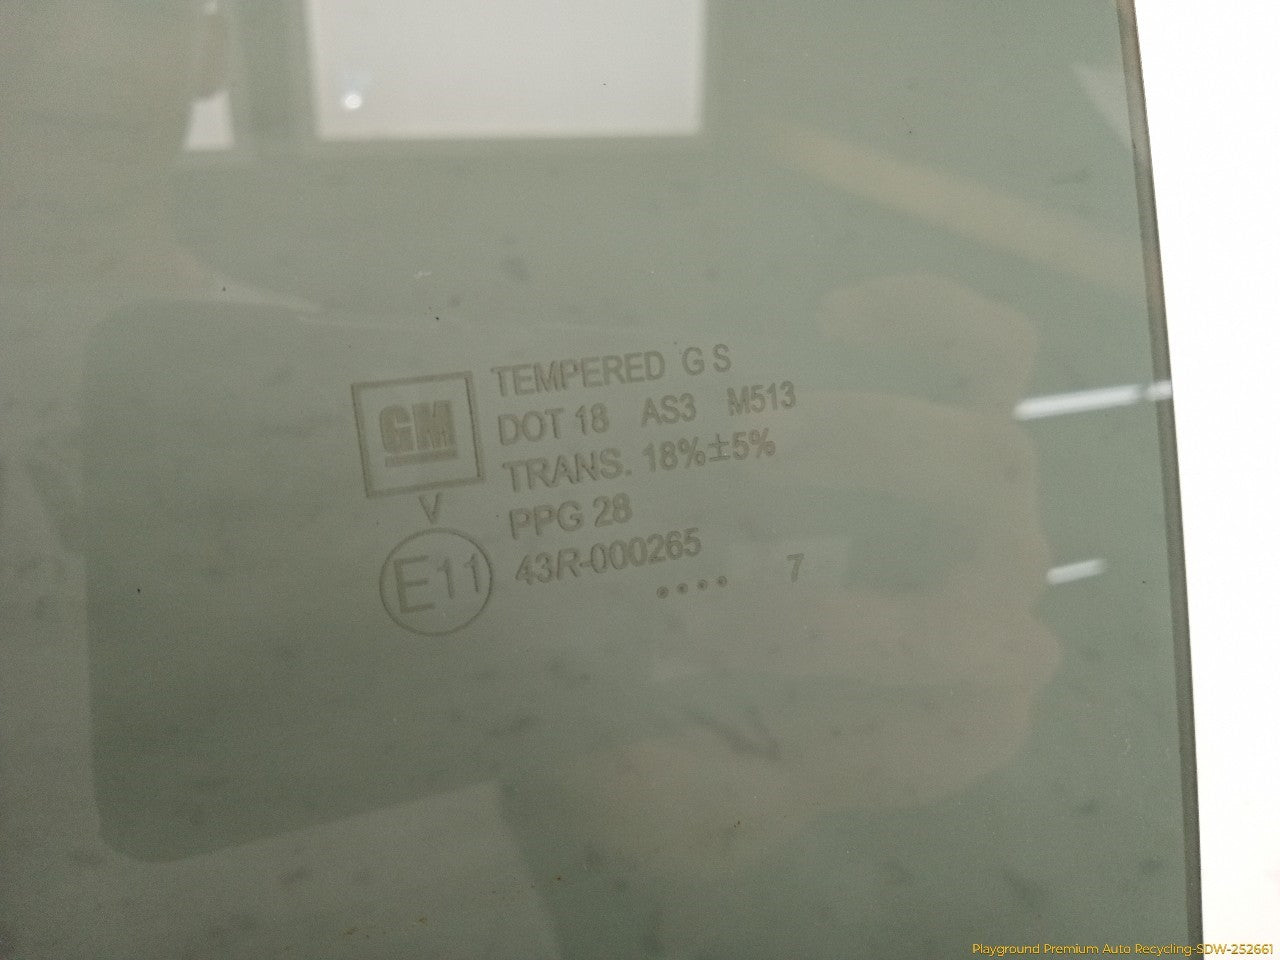 GM
TEMPERED G S
DOT 18 AS3 M513
TRANS. 18%±5%
V
PPG 28
E11
43R-000265
.... 7
Playground Premium Auto Recycling-SDW-252661